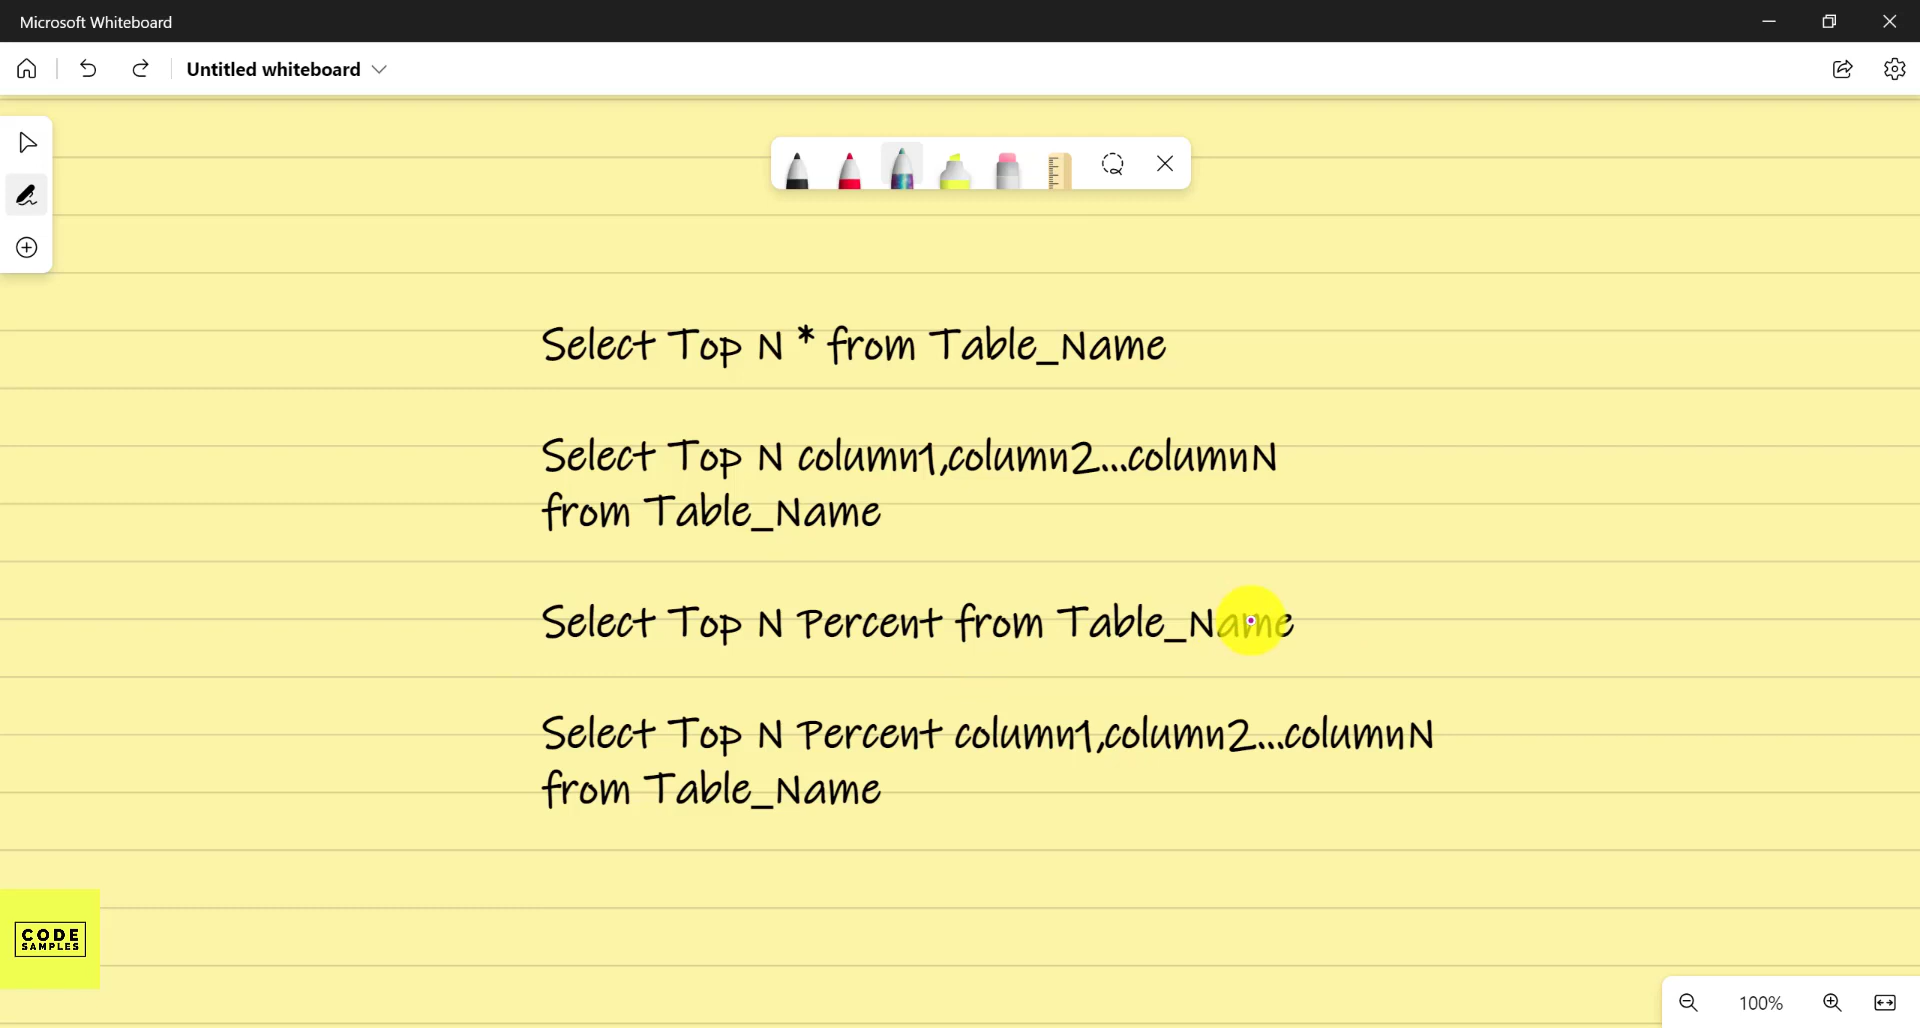 Microsoft Whiteboard
Untitled whiteboard
Select Top N * from Table_Name
Select Top N column1,column2...columnN
from Table_Name
Select Top N Percent from Table_Name
Select Top N Percent column1,column2...columnN
from Table_Name
CODE
SAMPLES
100%